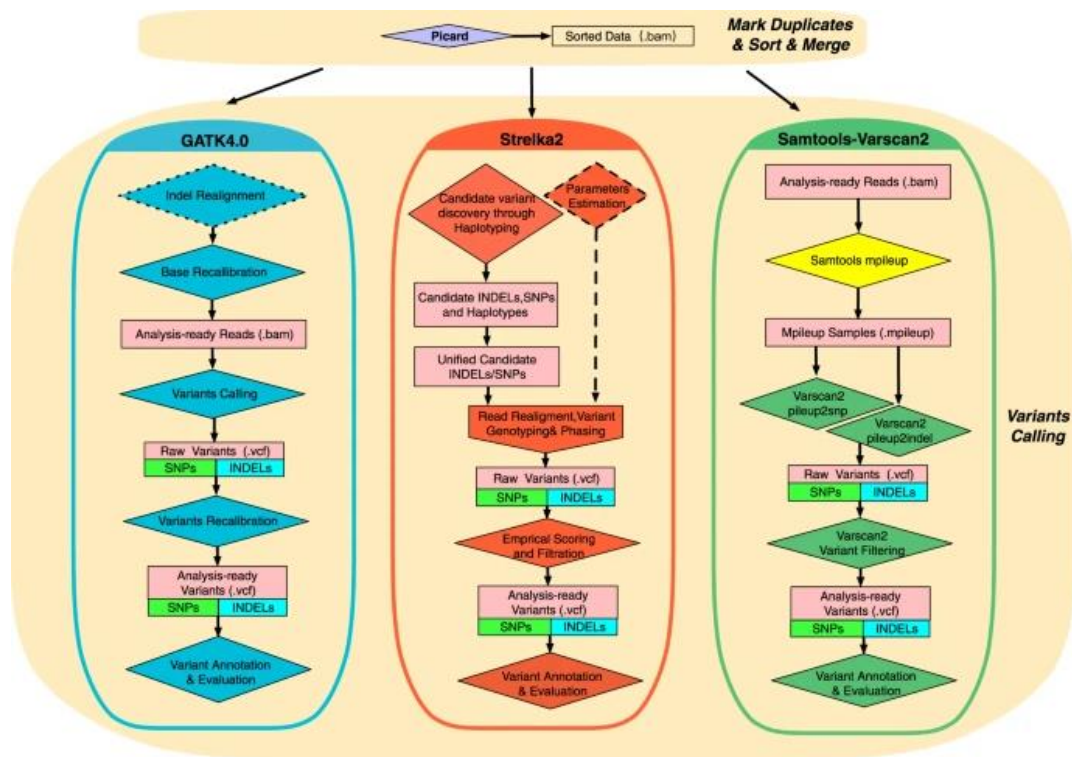 Picard
Sorted Data (.bam)
Mark Duplicates
& Sort & Merge
GATK4.0
Indel Realignment
Base Recallibration
Analysis-ready Reads (.bam)
Variants Calling
Raw Variants (.vcf)
SNPs
INDELs
Variants Recalibration
Analysis-ready
Variants (.vcf)
SNPs
INDELs
Variant Annotation
& Evaluation
Strelka2
Candidate variant
discovery through
Haplotyping
Parameters
Estimation
Candidate INDELs,SNPs
and Haplotypes
Unified Candidate
INDELs/SNPs
Read Realigment,Variant
Genotyping& Phasing
Raw Variants (.vcf)
SNPs
INDELs
Emprical Scoring
and Filtration
Analysis-ready
Variants (.vcf)
SNPs
INDELs
Variant Annotation
& Evaluation
Samtools-Varscan2
Analysis-ready Reads (.bam)
Samtools mpileup
Mpileup Samples (.mpileup)
Varscan2
pileup2snp
Varscan2
pileup2indel
Raw Variants (.vcf)
SNPs
INDELs
Varscan2
Variant Filtering
Analysis-ready
Variants (.vcf)
SNPs
INDELs
Variant Annotation
& Evaluation
Variants
Calling